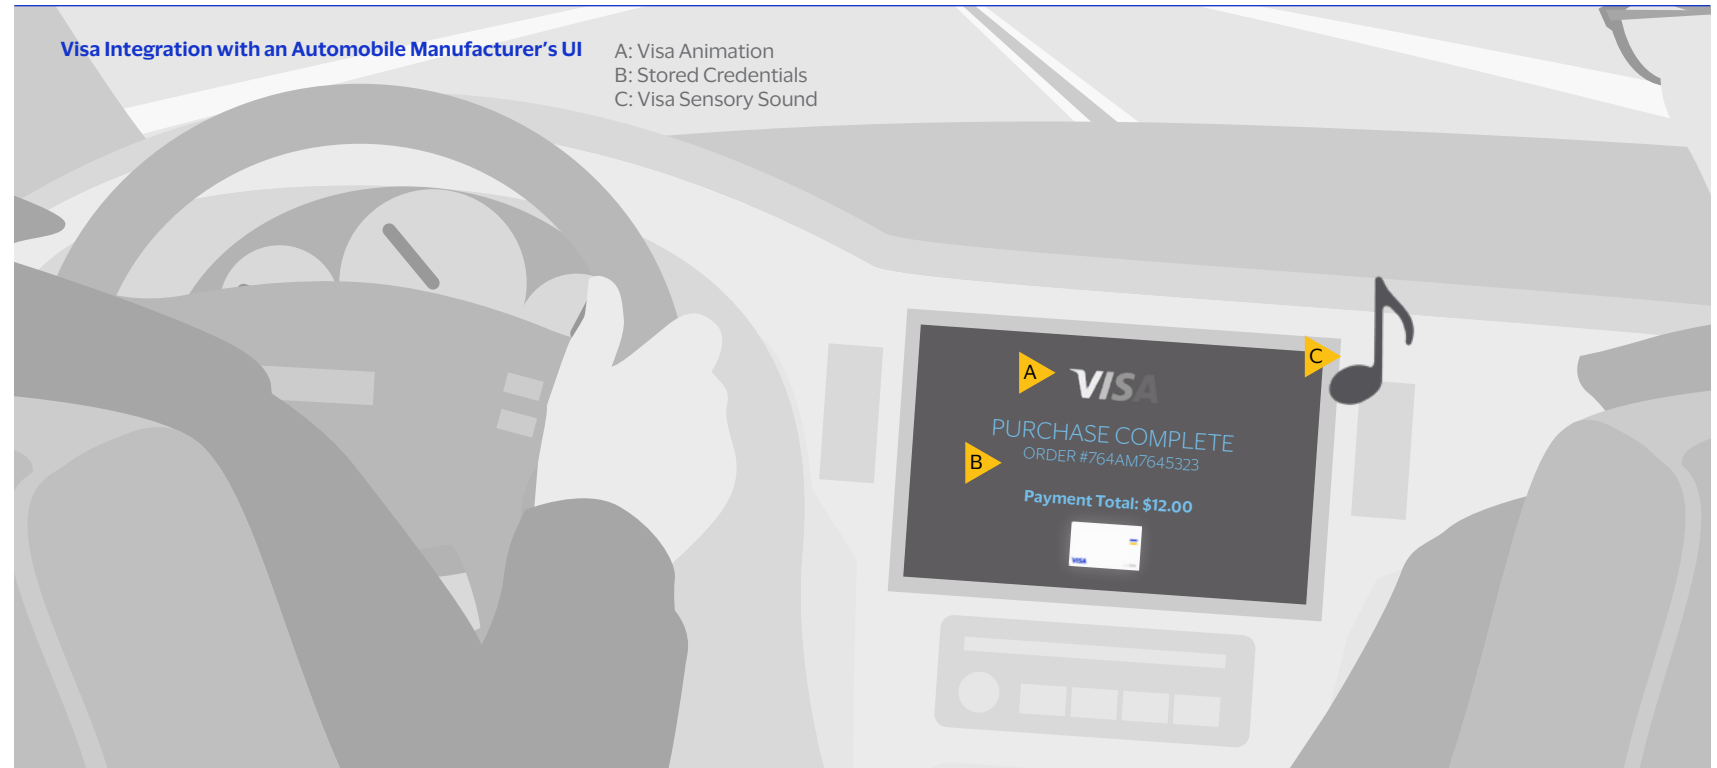 Visa Integration with an Automobile Manufacturer's UI
A: Visa Animation
B: Stored Credentials
C: Visa Sensory Sound
C
A
VISA
PURCHASE COMPLETE
ORDER #764AM7645323
B
Payment Total: $12.00
VISA